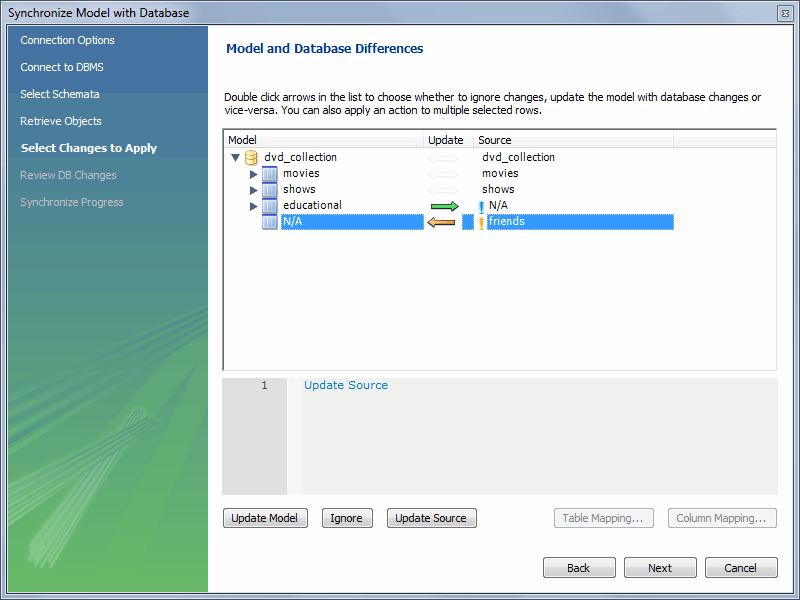 Synchronize Model with Database
Connection Options
Connect to DBMS
Select Schemata
Retrieve Objects
Select Changes to Apply
Review DB Changes
Synchronize Progress
Model and Database Differences
Double click arrows in the list to choose whether to ignore changes, update the model with database changes or
vice-versa. You can also apply an action to multiple selected rows.
Model Update Source
dvd_collection dvd_collection
movies movies
shows shows
educational N/A
N/A friends
1 Update Source
Update Model Ignore Update Source Table Mapping... Column Mapping...
Back Next Cancel